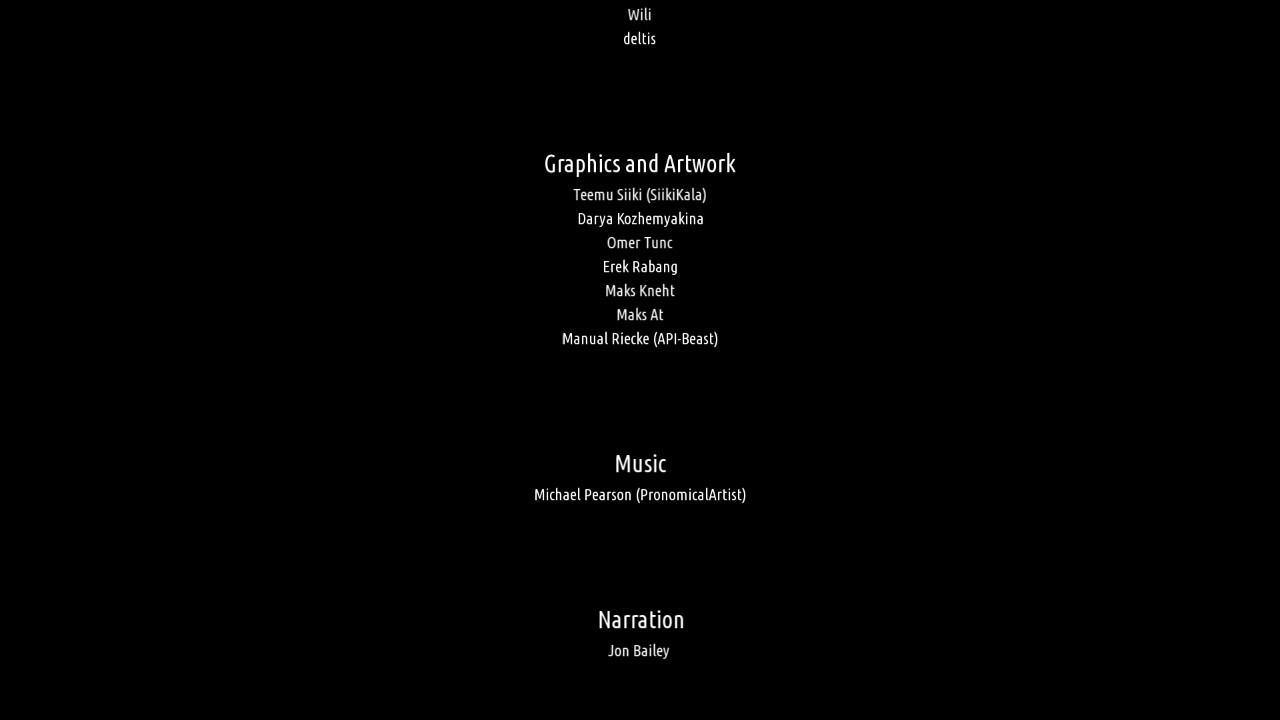 Wili
deltis
Graphics and Artwork
Teemu Siiki (SiikiKala)
Darya Kozhemyakina
Omer Tunc
Erek Rabang
Maks Kneht
Maks At
Manual Riecke (API-Beast)
Music
Michael Pearson (PronomicalArtist)
Narration
Jon Bailey